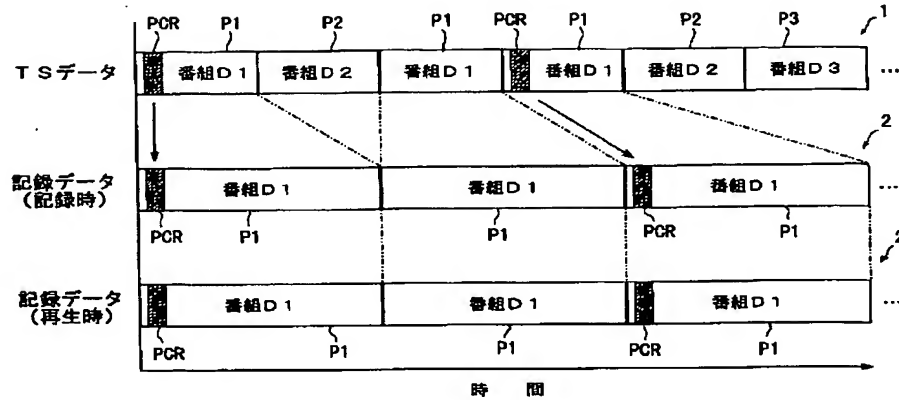 PCR P1 P2 P1 PCR P1 P2 P3 1
TSデータ 番組D1 番組D2 番組D1 番組D1 番組D2 番組D3 …
2
記録データ 番組D1 番組D1 番組D1 …
(記録時)
PCR P1 P1 PCR P1
2
記録データ 番組D1 番組D1 番組D1 …
(再生時)
PCR P1 P1 PCR P1
時 間